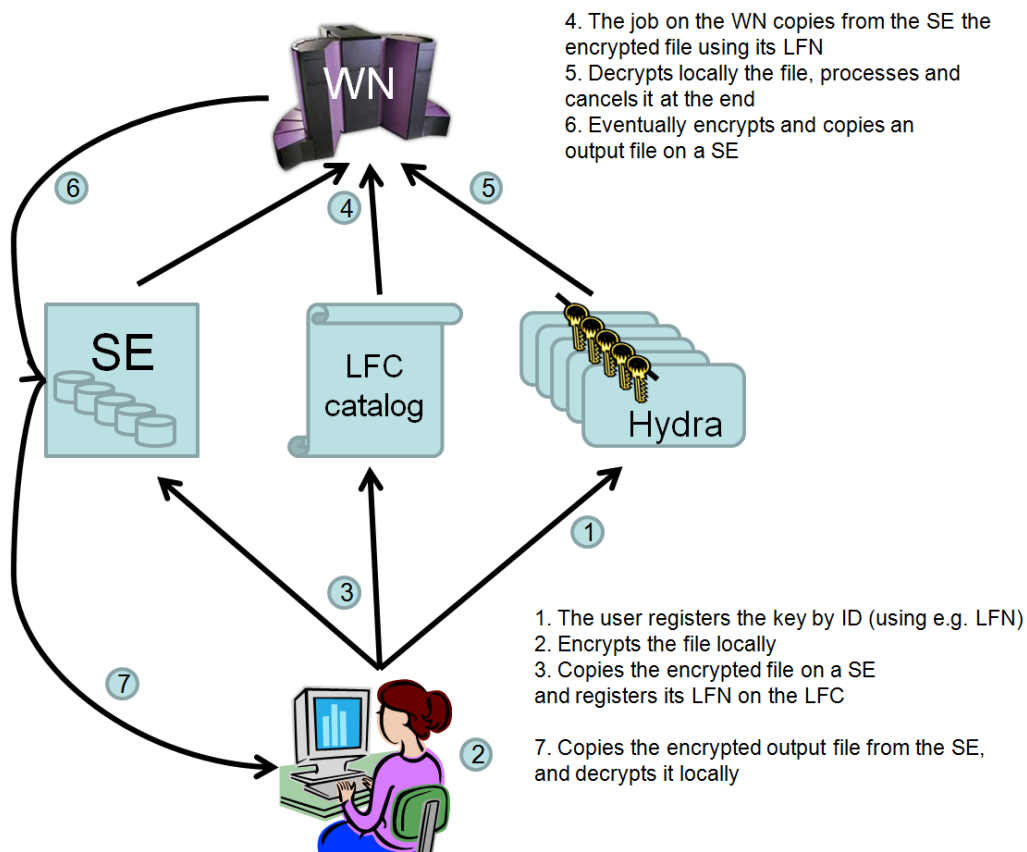 4. The job on the WN copies from the SE the
encrypted file using its LFN
5. Decrypts locally the file, processes and
cancels it at the end
6. Eventually encrypts and copies an
output file on a SE
WN
6
4
5
SE
LFC
catalog
Hydra
1
3
1. The user registers the key by ID (using e.g. LFN)
2. Encrypts the file locally
3. Copies the encrypted file on a SE
and registers its LFN on the LFC
7
2
7. Copies the encrypted output file from the SE,
and decrypts it locally